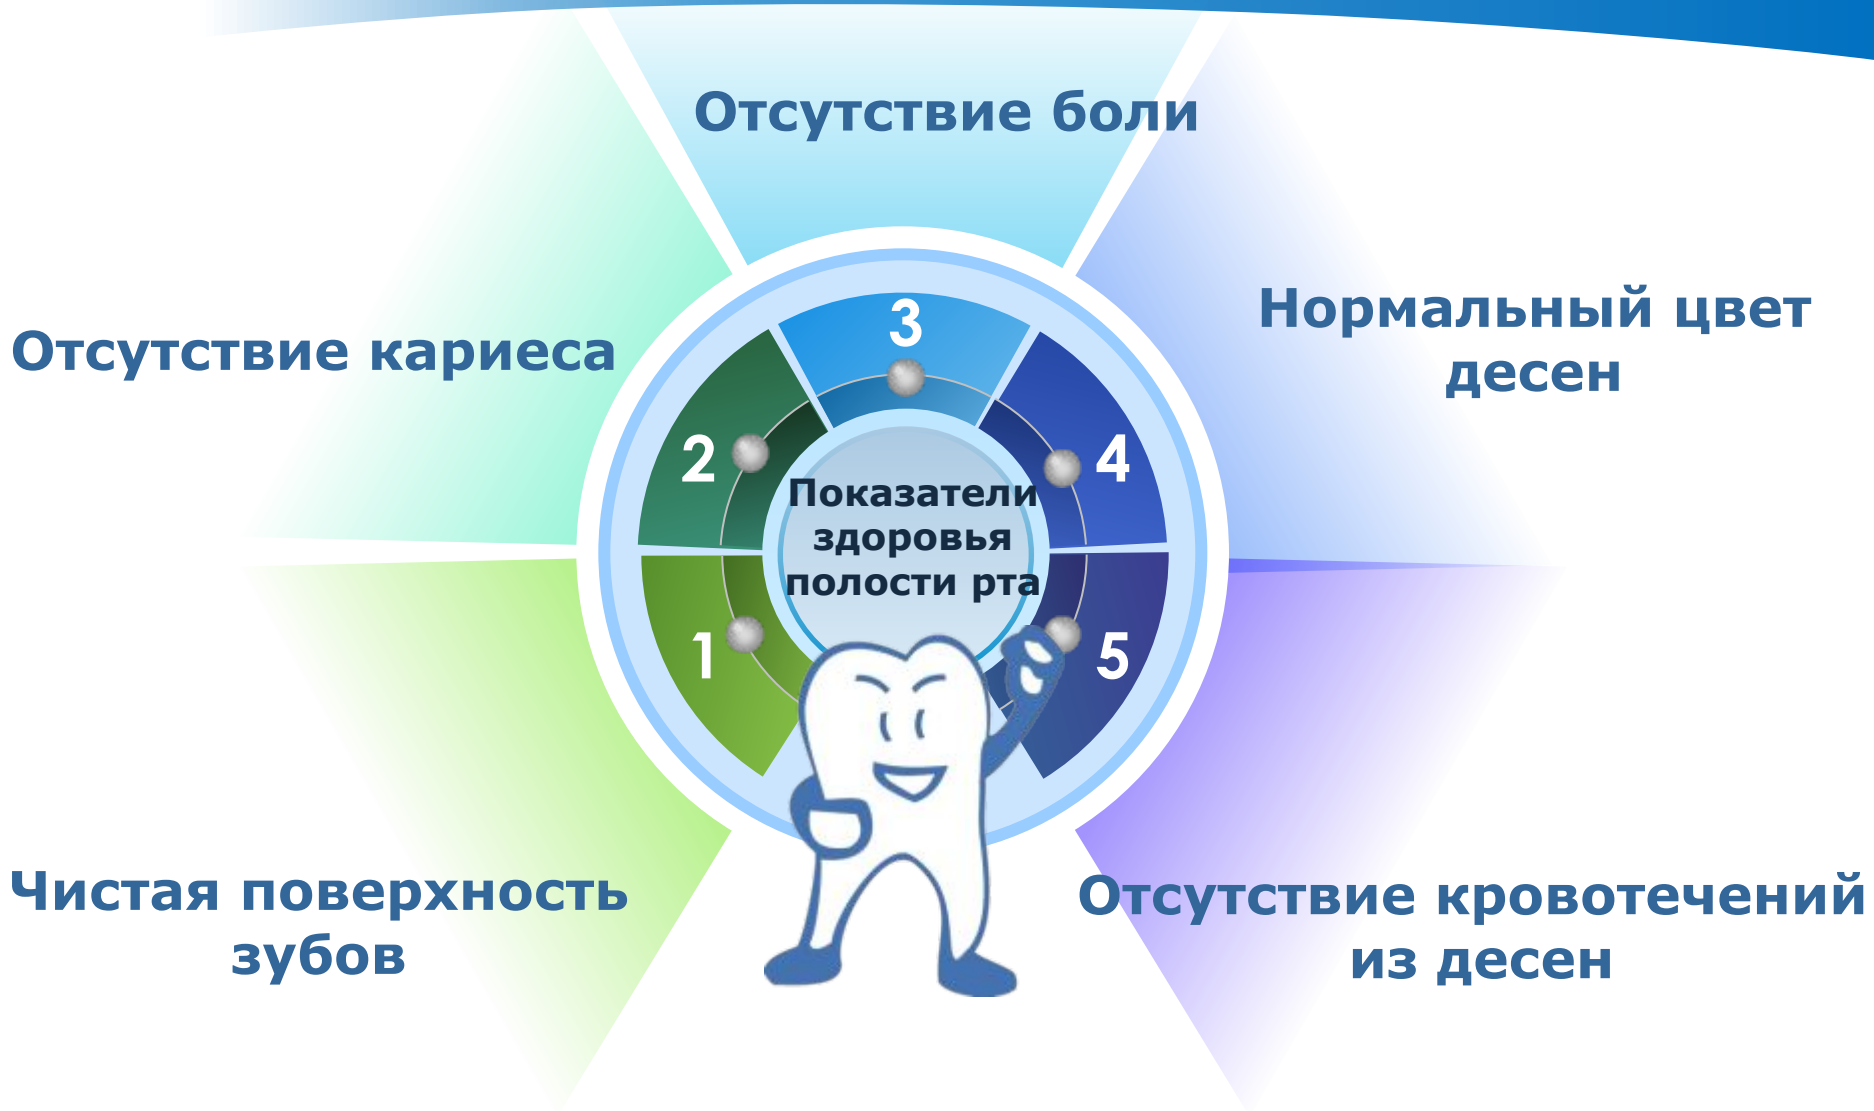 Отсутствие боли
Отсутствие кариеса
Нормальный цвет
десен
3
2
4
1
5
Показатели
здоровья
полости рта
Чистая поверхность
зубов
Отсутствие кровотечений
из десен